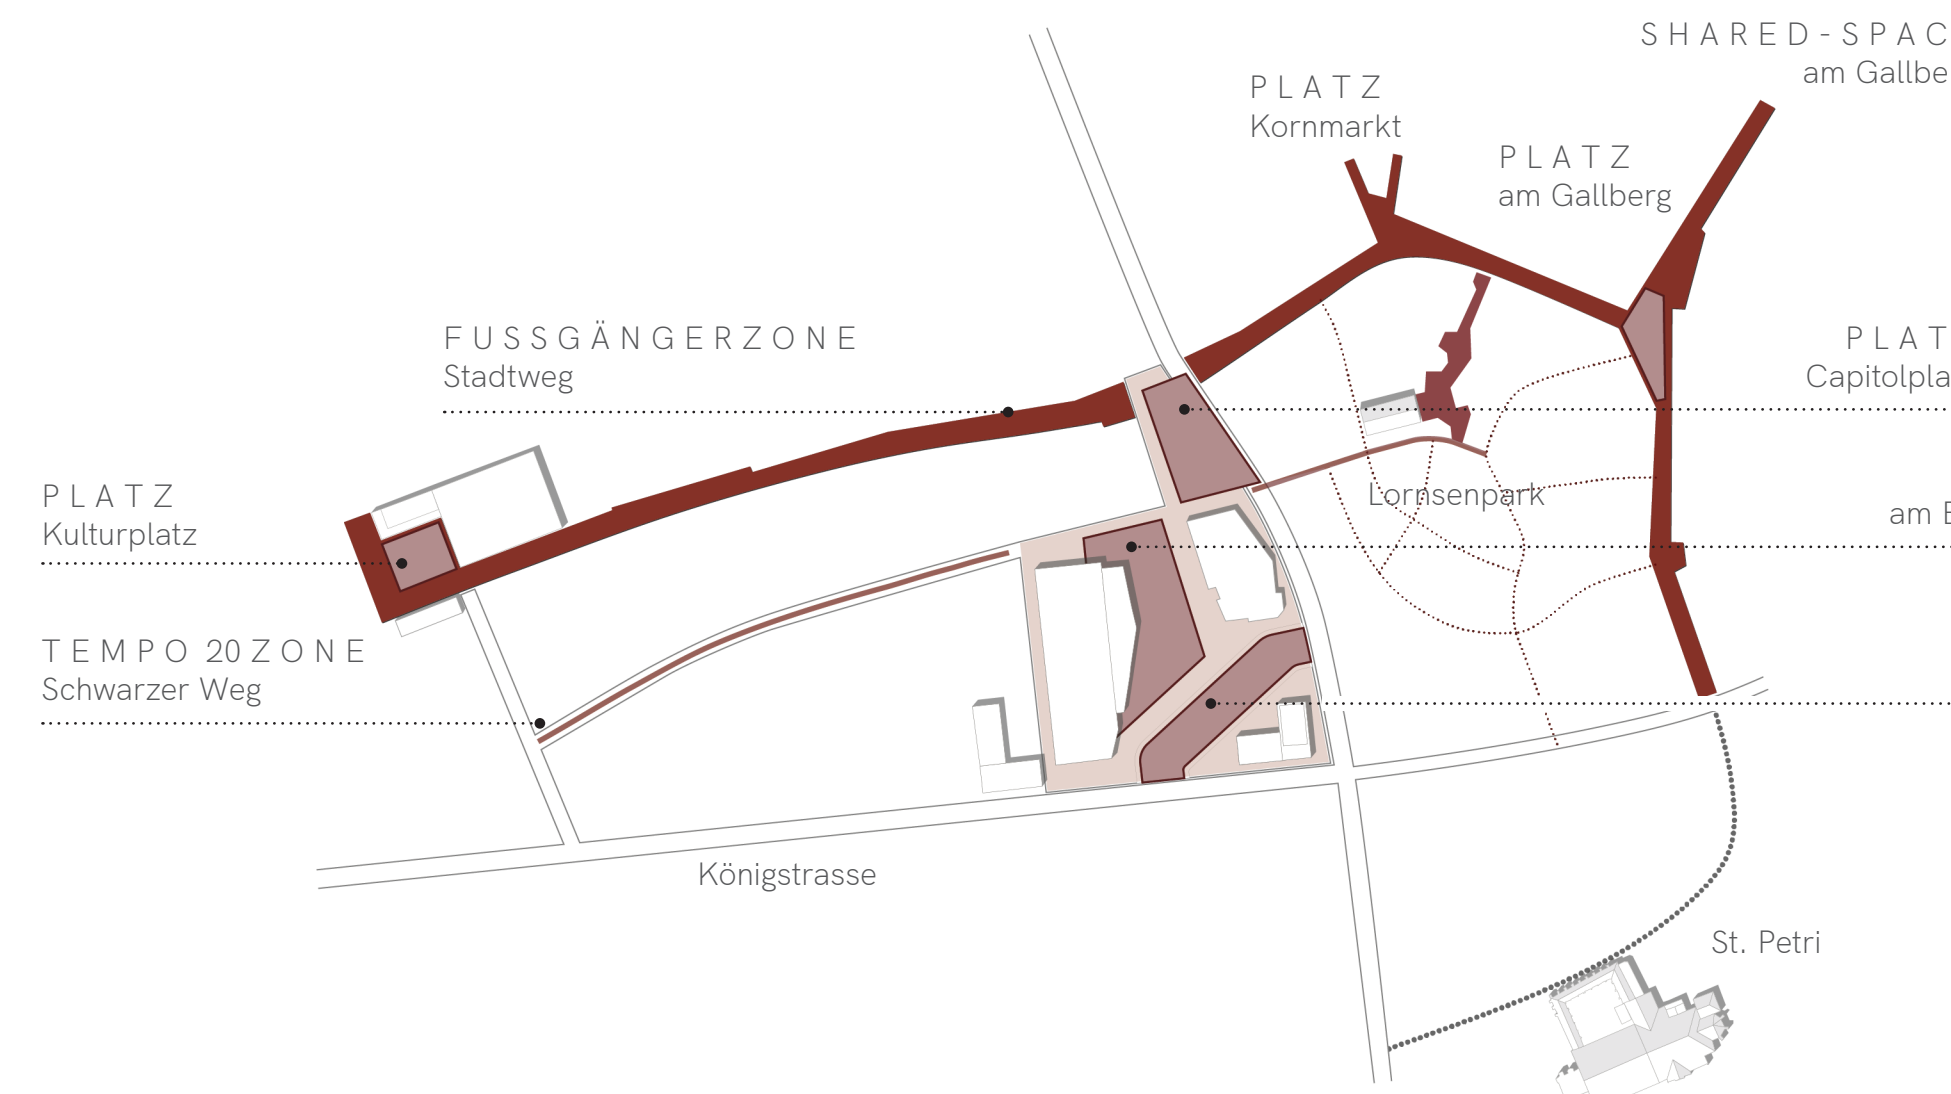 SHARED-SPAC
am Gallbe
PLATZ
Kornmarkt
PLATZ
am Gallberg
FUSSGÄNGERZONE
Stadtweg
PLAT
Capitolpla
PLATZ
Kulturplatz
Lornsenpark
am E
TEMPO 20ZONE
Schwarzer Weg
Königstrasse
St. Petri